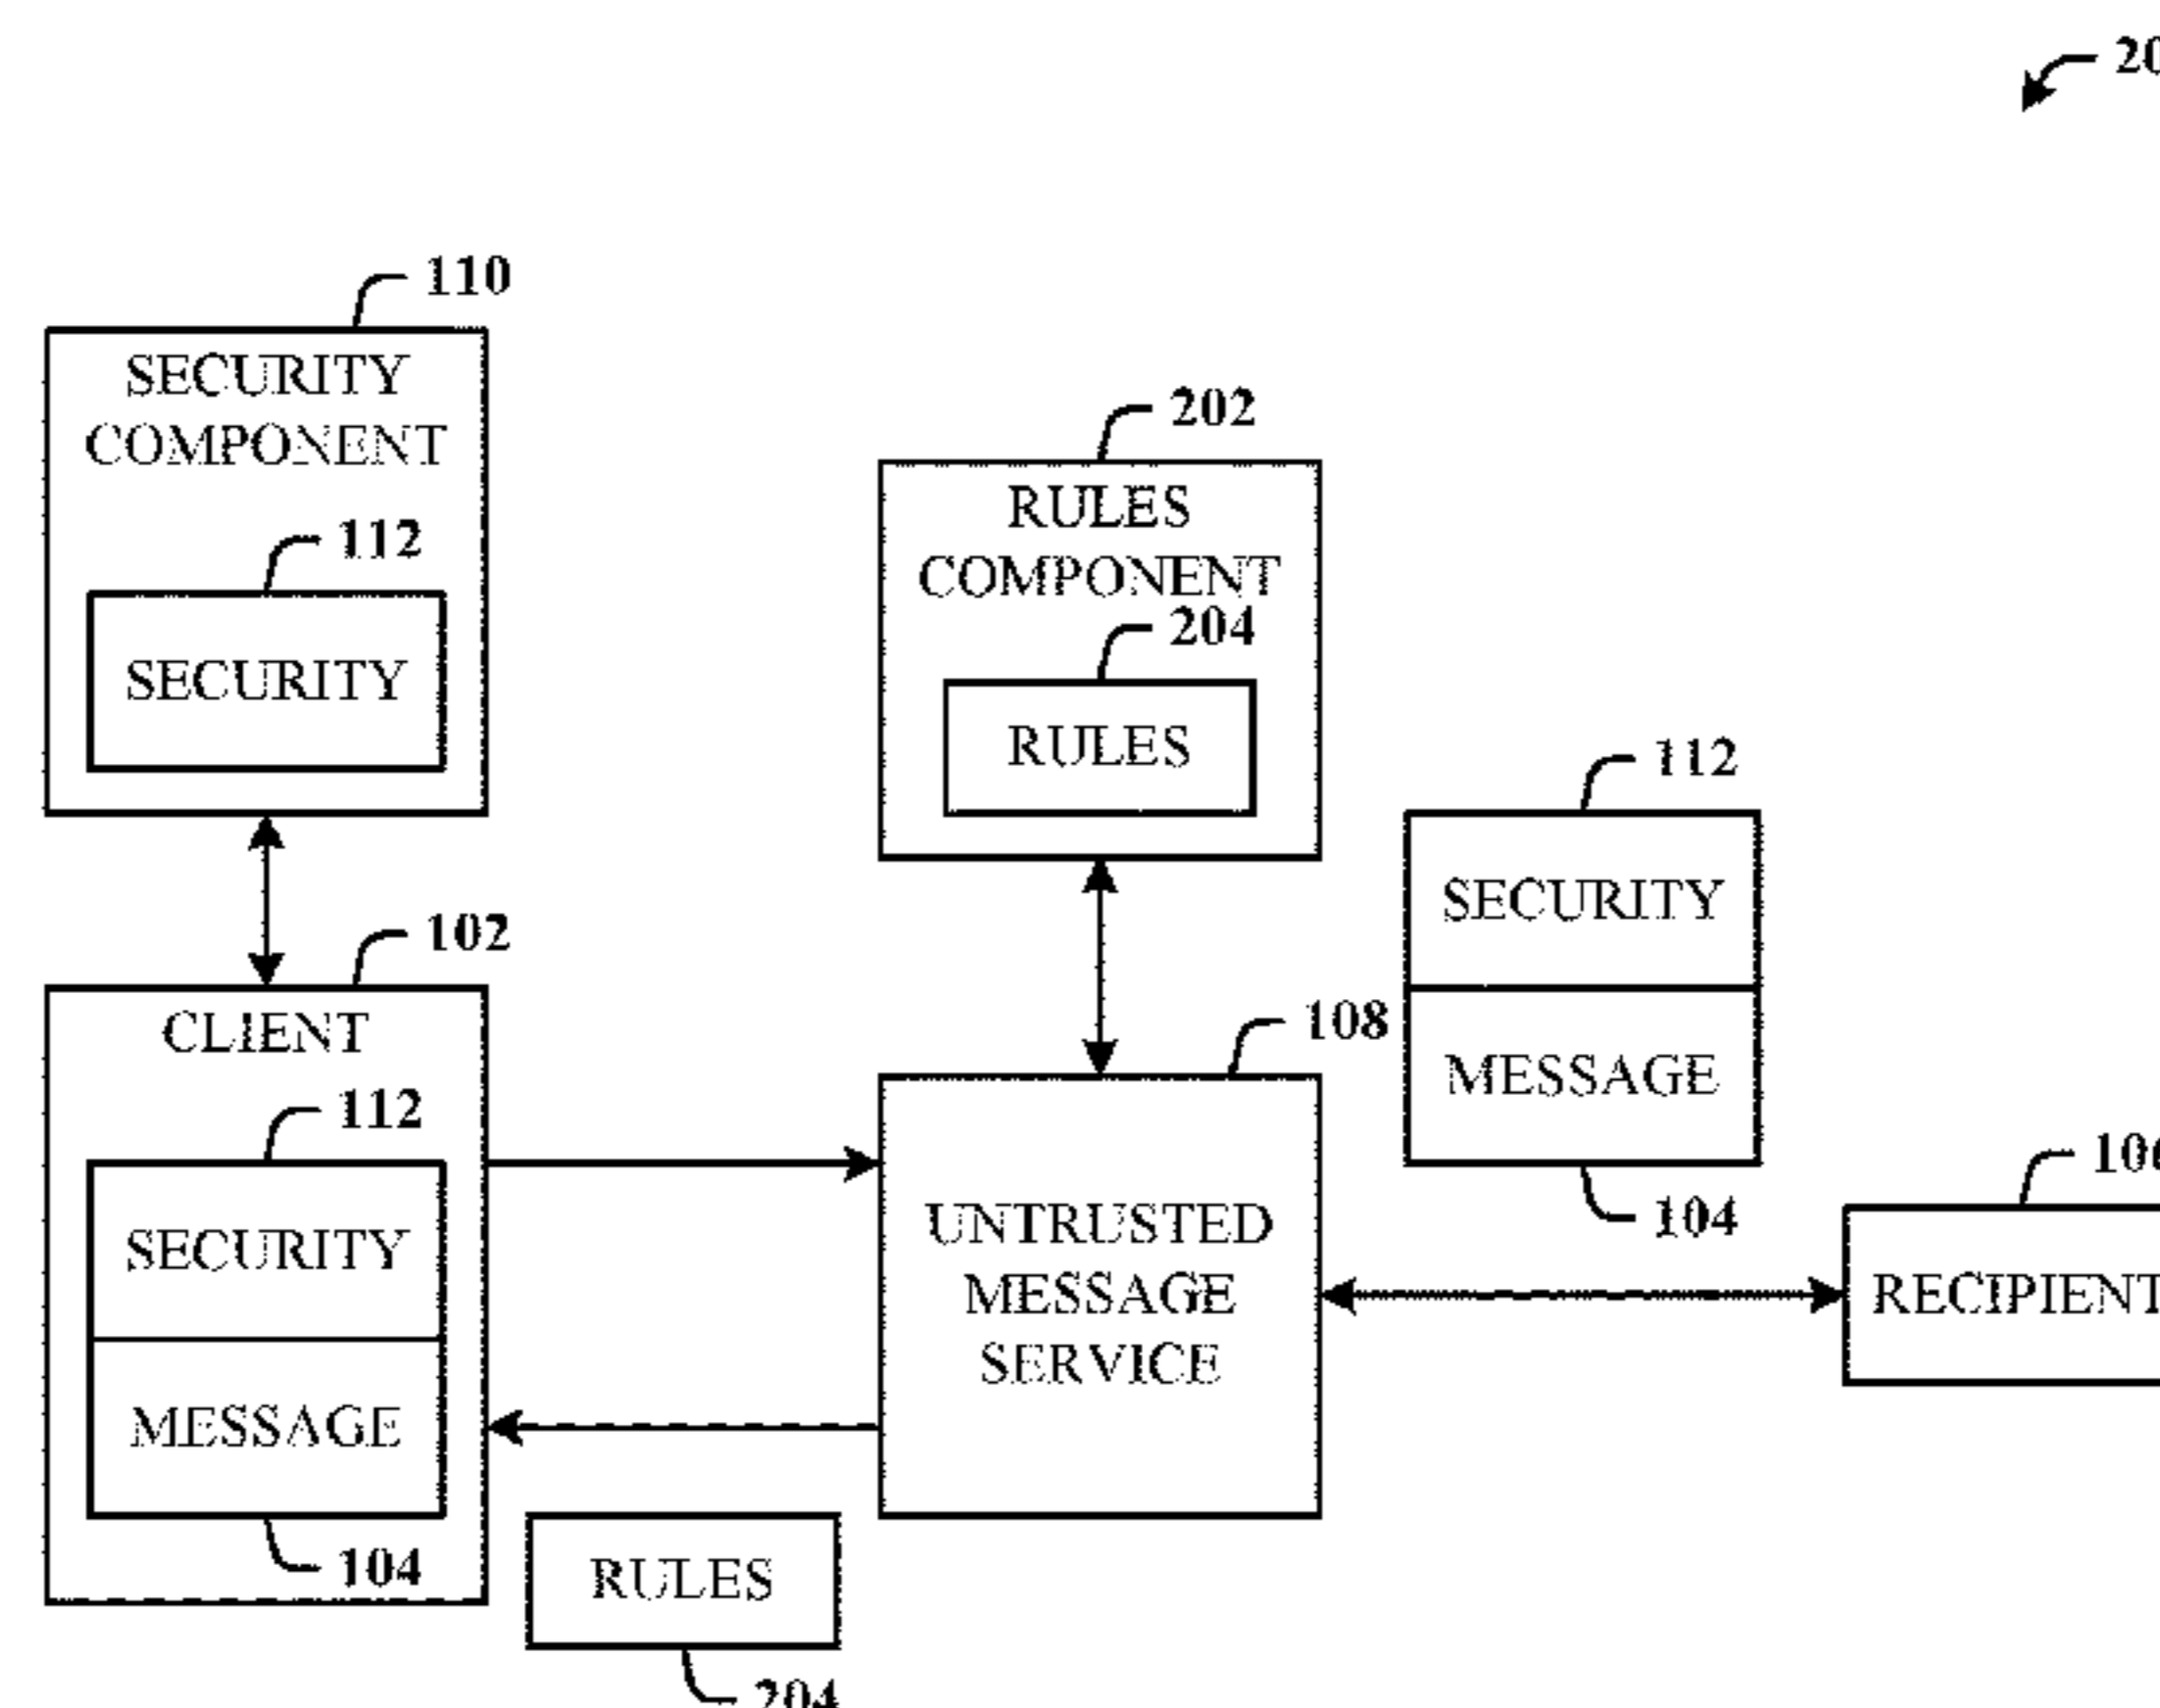 110
SECURITY
COMPONENT
112
SECURITY
202
RULES
COMPONENT
204
RULES
112
SECURITY
MESSAGE
104
102
CLIENT
112
SECURITY
MESSAGE
104
108
UNTRUSTED
MESSAGE
SERVICE
RECIPIENT
RULES
204